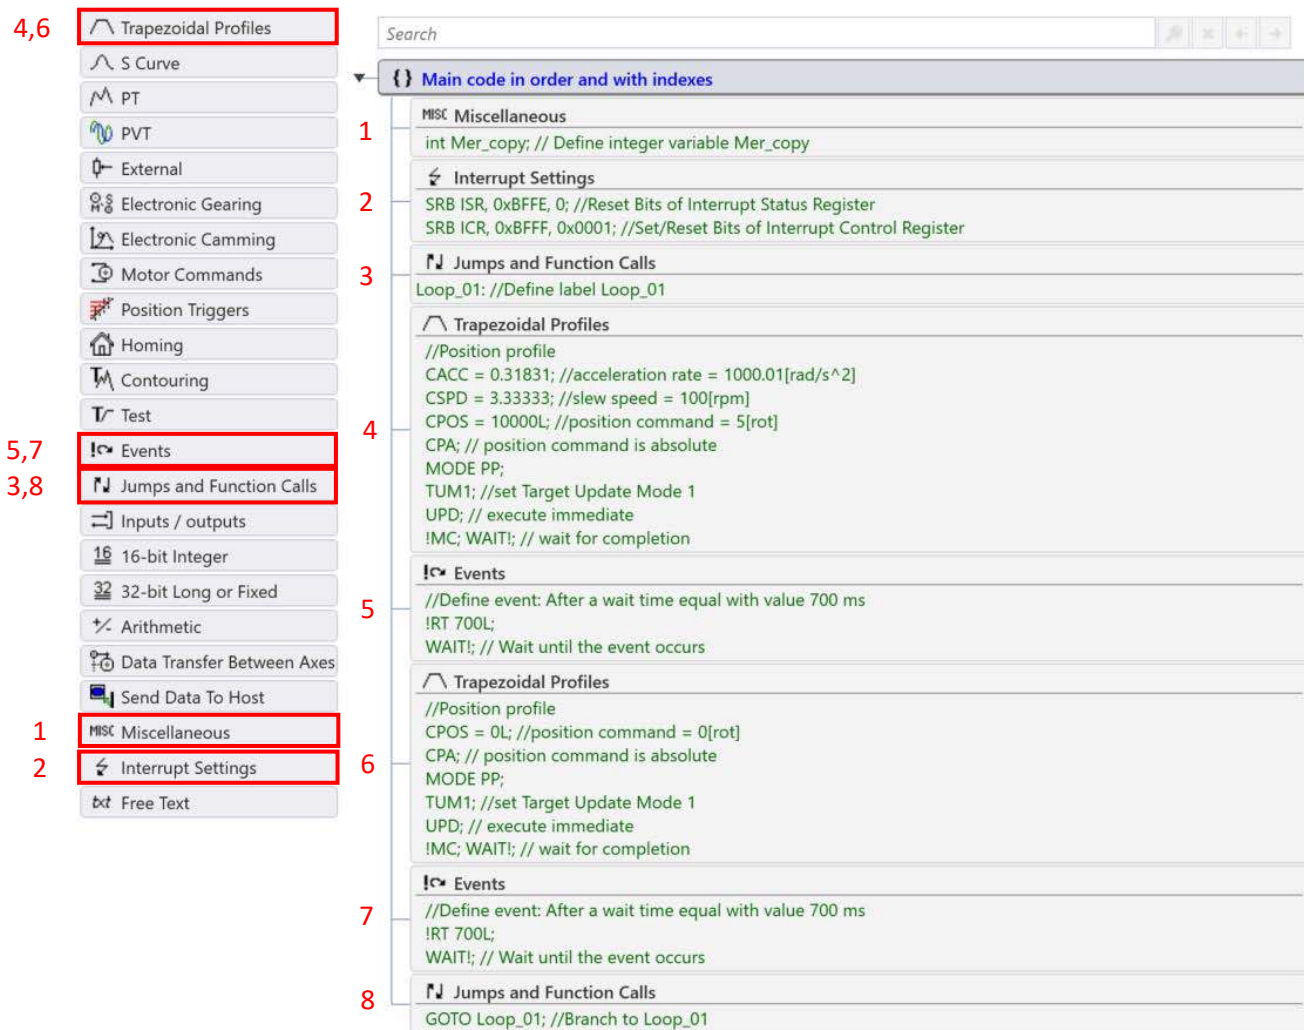 4,6
Trapezoidal Profiles
S Curve
PT
PVT
External
Electronic Gearing
Electronic Camming
Motor Commands
Position Triggers
Homing
Contouring
Test
5,7
Events
3,8
Jumps and Function Calls
Inputs / outputs
16 16-bit Integer
32 32-bit Long or Fixed
Arithmetic
Data Transfer Between Axes
Send Data To Host
1
MISC Miscellaneous
2
Interrupt Settings
txt Free Text
Search
{} Main code in order and with indexes
1
MISC Miscellaneous
int Mer_copy; // Define integer variable Mer_copy
2
Interrupt Settings
SRB ISR, 0xBFFE, 0; //Reset Bits of Interrupt Status Register
SRB ICR, 0xBFFF, 0x0001; //Set/Reset Bits of Interrupt Control Register
3
Jumps and Function Calls
Loop_01: //Define label Loop_01
4
Trapezoidal Profiles
//Position profile
CACC = 0.31831; //acceleration rate = 1000.01[rad/s^2]
CSPD = 3.33333; //slew speed = 100[rpm]
CPOS = 10000L; //position command = 5[rot]
CPA; // position command is absolute
MODE PP;
TUM1; //set Target Update Mode 1
UPD; // execute immediate
!MC; WAIT!; // wait for completion
5
Events
//Define event: After a wait time equal with value 700 ms
!RT 700L;
WAIT!; // Wait until the event occurs
6
Trapezoidal Profiles
//Position profile
CPOS = 0L; //position command = 0[rot]
CPA; // position command is absolute
MODE PP;
TUM1; //set Target Update Mode 1
UPD; // execute immediate
!MC; WAIT!; // wait for completion
7
Events
//Define event: After a wait time equal with value 700 ms
!RT 700L;
WAIT!; // Wait until the event occurs
8
Jumps and Function Calls
GOTO Loop_01; //Branch to Loop_01